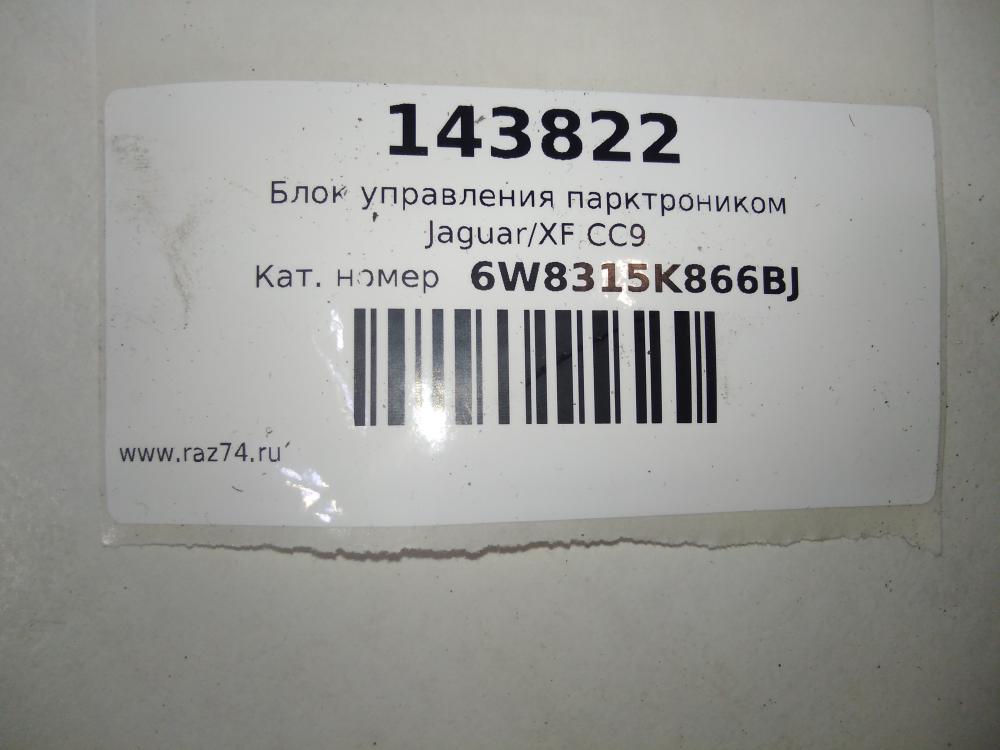 143822
Блок управления парктроником
Jaguar/XF CC9
Кат. номер 6W8315K866BJ
www.raz74.ru